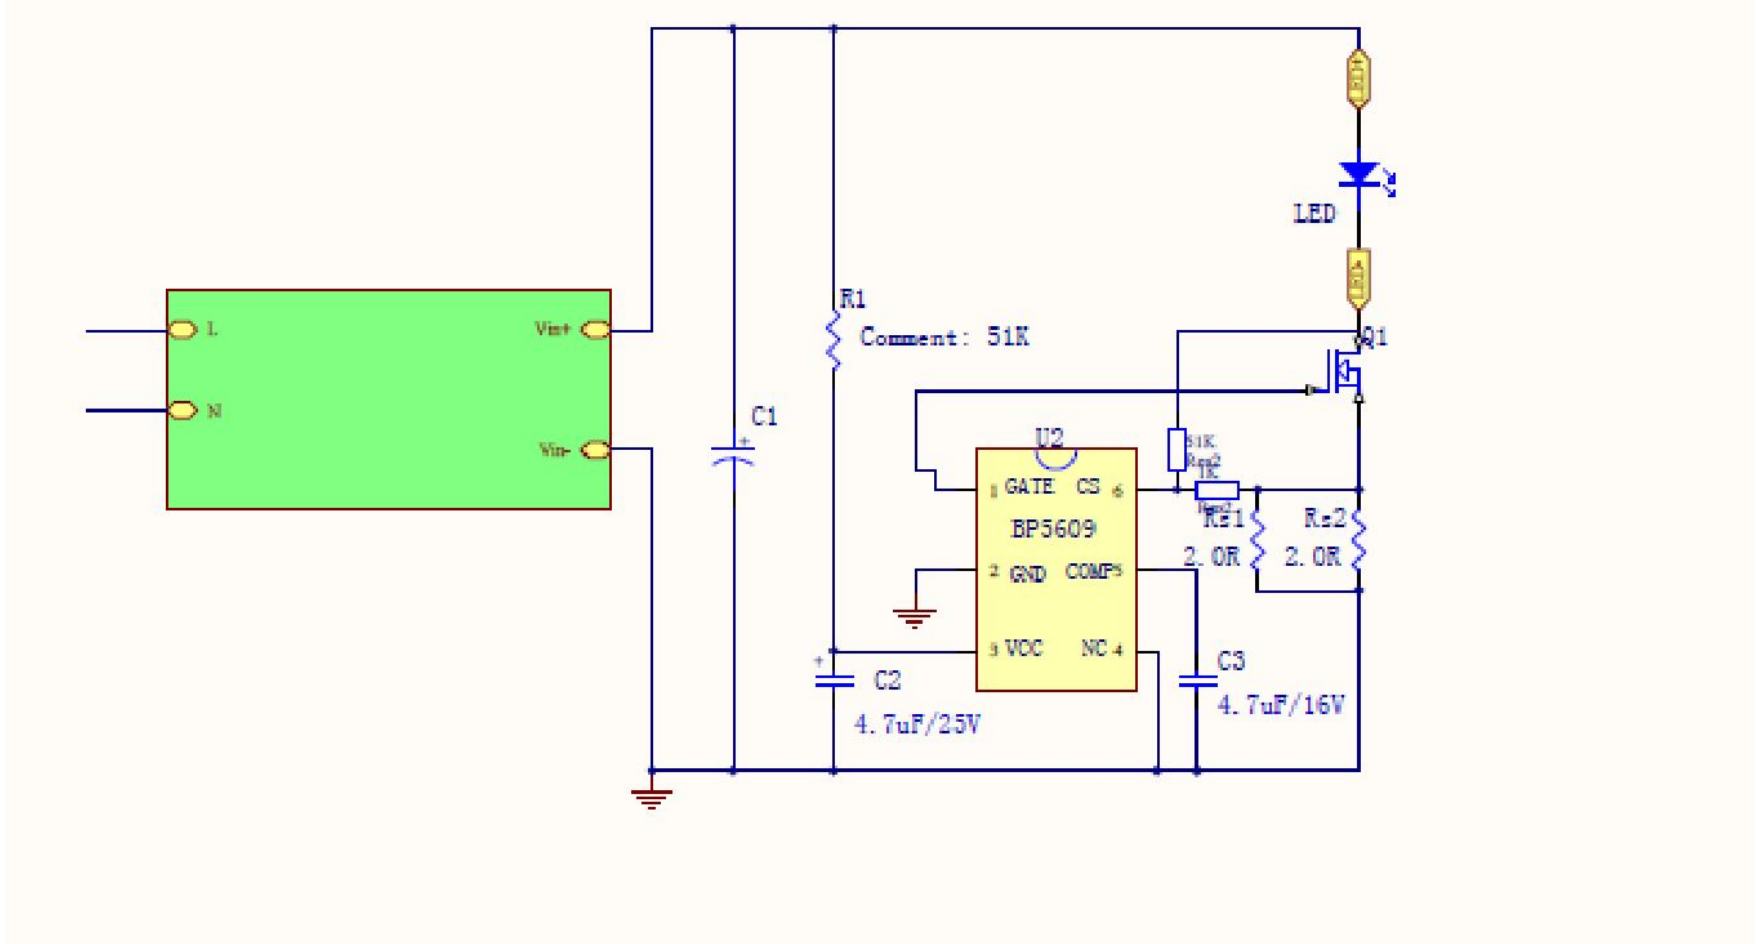 LED
R1
Comment: 51K
Q1
L
Vin+
N
Vin-
C1
U2
51K
1K
1 GATE CS 6
BP5609
Rs1
Rs2
2.0R
2.0R
2 GND COMP 5
3 VCC NC 4
+
C2
4.7uF/25V
C3
4.7uF/16V